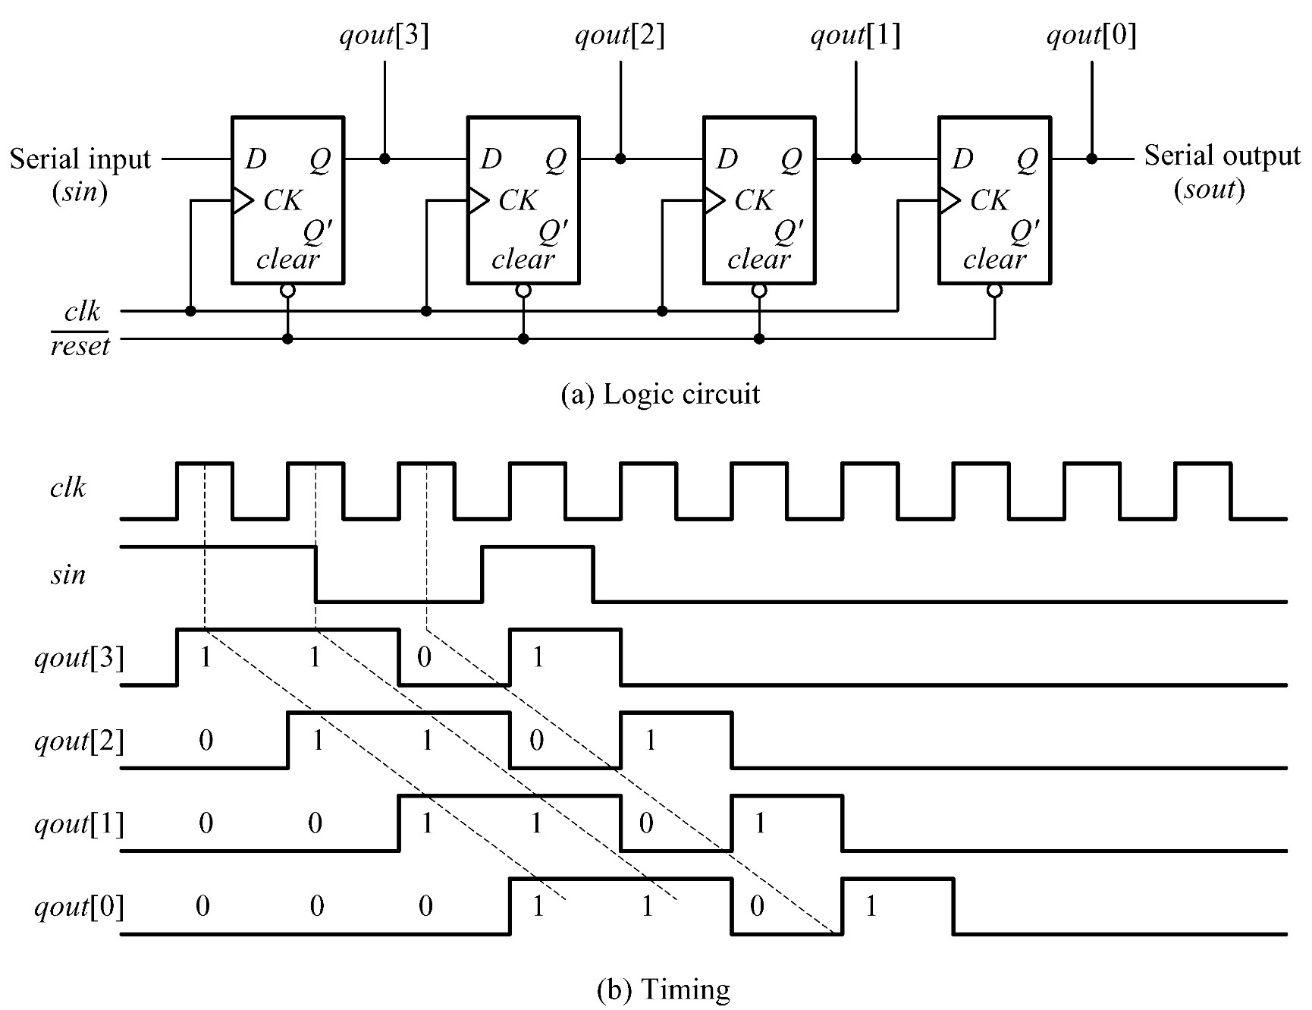 qout[3] qout[2] qout[1] qout[0]
Serial input D Q D Q D Q D Q Serial output
(sin) CK CK CK CK (sout)
Q' Q' Q' Q'
clear clear clear clear
clk
reset
(a) Logic circuit
clk
sin
qout[3] 1 1 0 1
qout[2] 0 1 1 0 1
qout[1] 0 0 1 1 0 1
qout[0] 0 0 0 1 1 0 1
(b) Timing